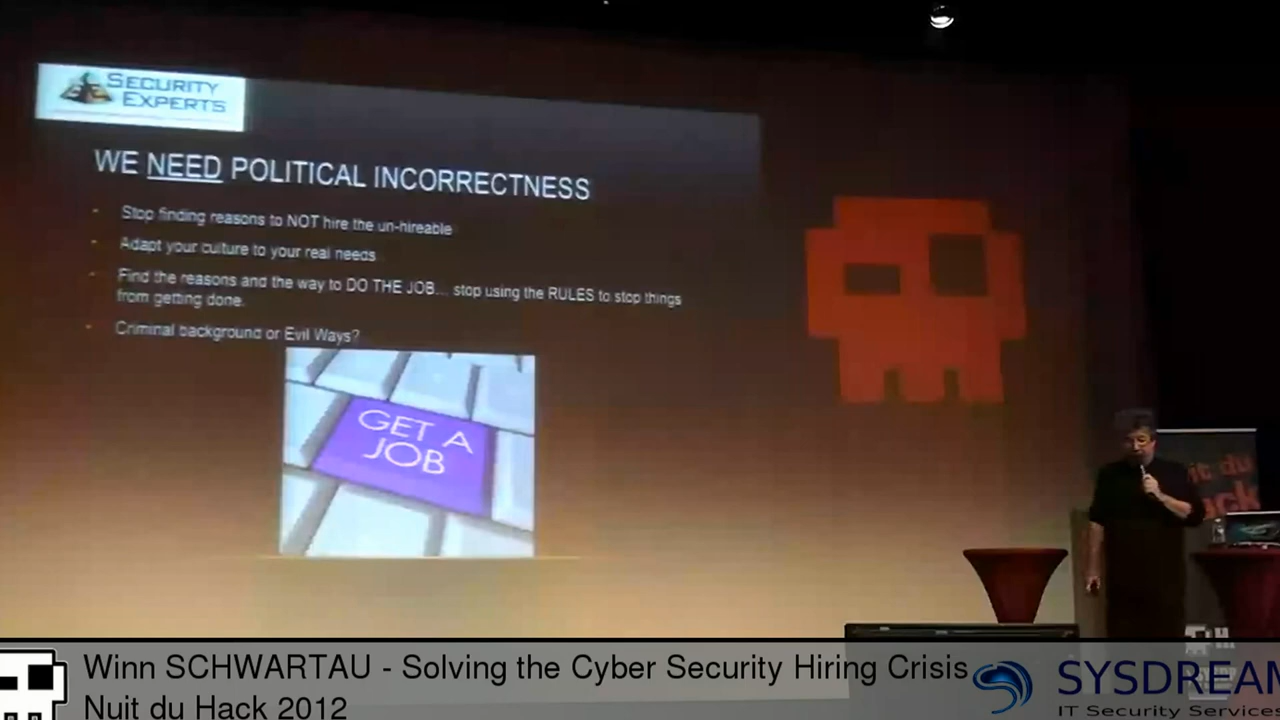 SECURITY
EXPERTS
WE NEED POLITICAL INCORRECTNESS
Stop finding reasons to NOT hire the un-hireable
Adapt your culture to your real needs
Find the reasons and the way to DO THE JOB... stop using the RULES to stop things
from getting done.
Criminal background or Evil Ways?
GET A
JOB
it du
ack
Winn SCHWARTAU - Solving the Cyber Security Hiring Crisis
Nuit du Hack 2012
SYSDREAM
IT Security Services